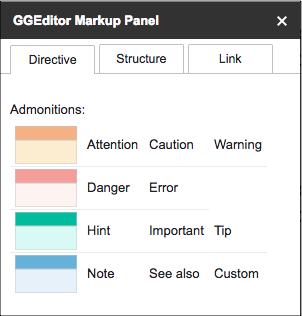 GGEditor Markup Panel ×
Directive Structure Link
Admonitions:
Attention Caution Warning
Danger Error
Hint Important Tip
Note See also Custom